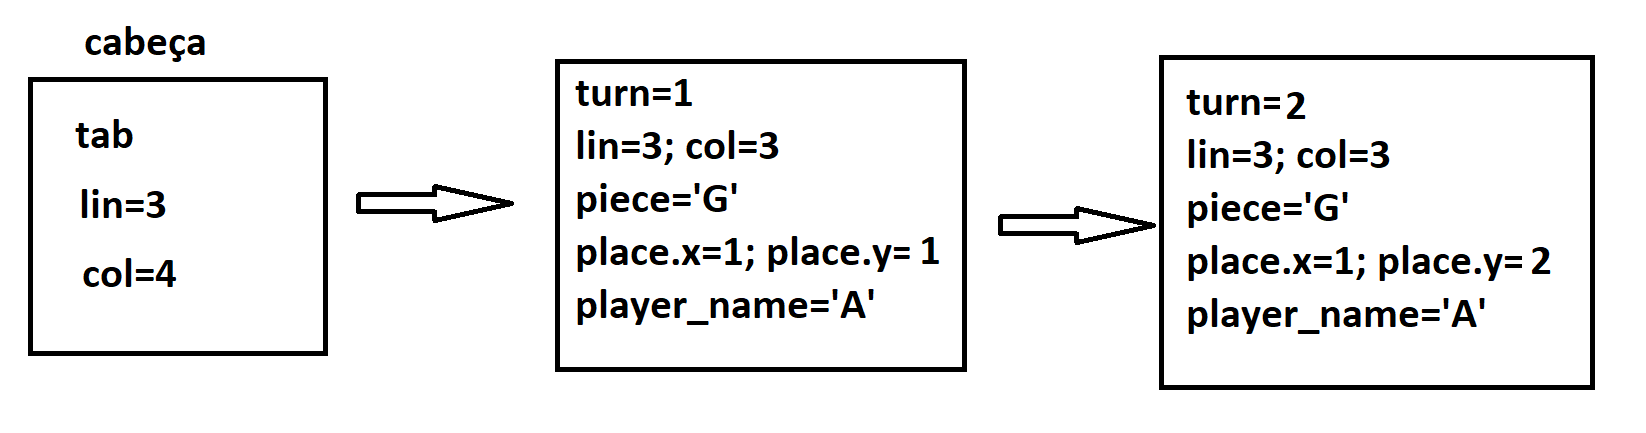 cabeça
tab
lin=3
col=4
turn=1
lin=3; col=3
piece='G'
place.x=1; place.y= 1
player_name='A'
turn=2
lin=3; col=3
piece='G'
place.x=1; place.y= 2
player_name='A'